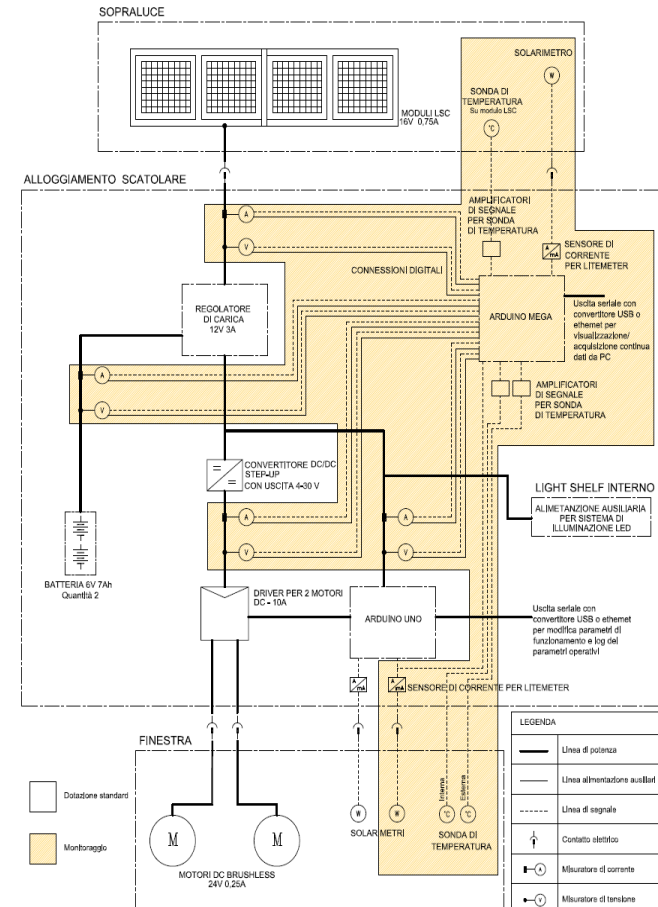 SOPRALUCE
SOLARIMETRO
W
SONDA DI
TEMPERATURA
Su modulo LSC
°C
MODULI LSC
16V 0,75A
ALLOGGIAMENTO SCATOLARE
AMPLIFICATORI
DI SEGNALE
PER SONDA
DI TEMPERATURA
A
V
A
mA
SENSORE DI
CORRENTE
PER LITEMETER
CONNESSIONI DIGITALI
REGOLATORE
DI CARICA
12V 3A
ARDUINO MEGA
Uscita seriale con
convertitore USB o
ethernet per
visualizzazione/
acquisizione continua
dati da PC
A
V
AMPLIFICATORI
DI SEGNALE
PER SONDA
DI TEMPERATURA
CONVERTITORE DC/DC
STEP-UP
CON USCITA 4-30 V
LIGHT SHELF INTERNO
ALIMETANZIONE AUSILIARIA
PER SISTEMA DI
ILLUMINAZIONE LED
A
A
V
V
BATTERIA 6V 7Ah
Quantità 2
DRIVER PER 2 MOTORI
DC - 10A
ARDUINO UNO
Uscita seriale con
convertitore USB o ethernet
per modifica parametri di
funzionamento e log dei
parametri operativi
A
mA
A
mA
SENSORE DI CORRENTE PER LITEMETER
FINESTRA
Interna
Esterna
W
W
°C
°C
SOLARIMETRI
SONDA DI
TEMPERATURA
M
M
MOTORI DC BRUSHLESS
24V 0,25A
Dotazione standard
Monitoraggio
LEGENDA
Linea di potenza
Linea alimentazione ausiliari
Linea di segnale
Contatto elettrico
A
Misuratore di corrente
V
Misuratore di tensione